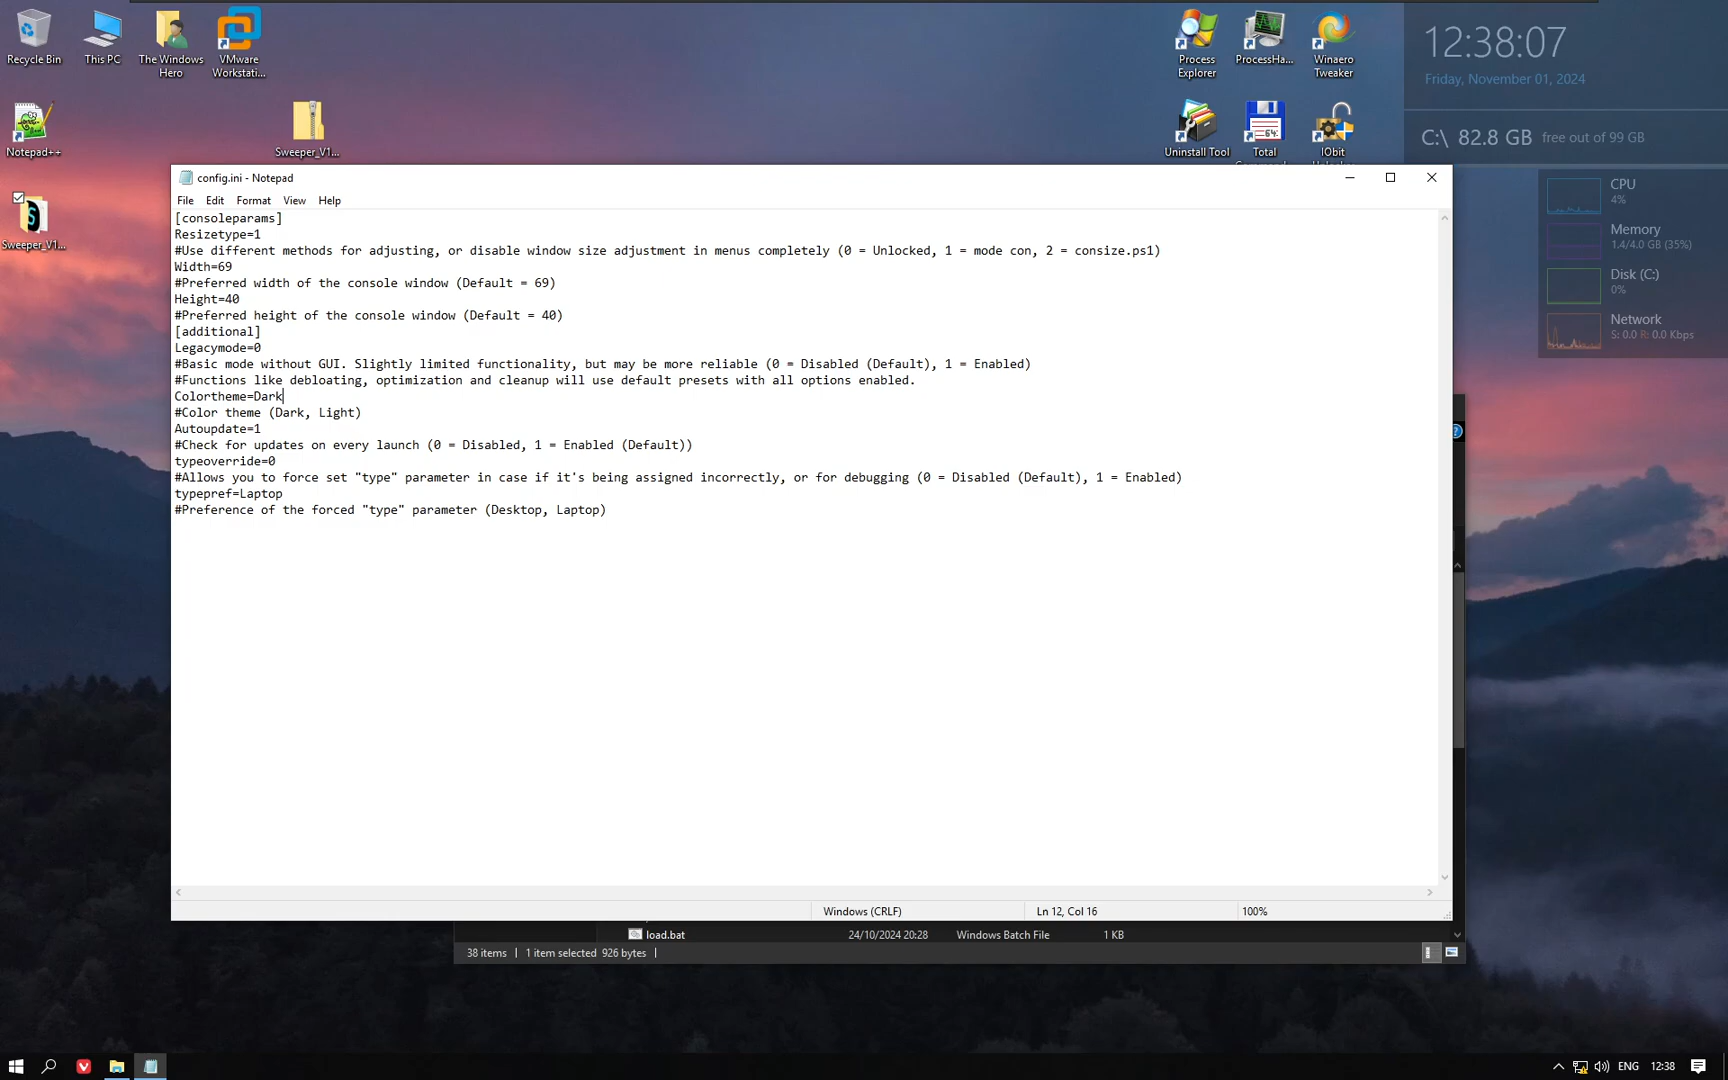 Recycle Bin
This PC
The Windows
Hero
VMware
Workstati...
Process
Explorer
ProcessHa...
Winaero
Tweaker
12:38:07
Friday, November 01, 2024
Notepad++
Sweeper_V1...
Uninstall Tool
Total
64
IObit
C:\ 82.8 GB free out of 99 GB
Sweeper_V1...
CPU
4%
Memory
1.4/4.0 GB (35%)
Disk (C:)
0%
Network
S: 0.0 R: 0.0 Kbps
config.ini - Notepad
File Edit Format View Help
[consoleparams]
Resizetype=1
#Use different methods for adjusting, or disable window size adjustment in menus completely (0 = Unlocked, 1 = mode con, 2 = consize.ps1)
Width=69
#Preferred width of the console window (Default = 69)
Height=40
#Preferred height of the console window (Default = 40)
[additional]
Legacymode=0
#Basic mode without GUI. Slightly limited functionality, but may be more reliable (0 = Disabled (Default), 1 = Enabled)
#Functions like debloating, optimization and cleanup will use default presets with all options enabled.
Colortheme=Dark
#Color theme (Dark, Light)
Autoupdate=1
#Check for updates on every launch (0 = Disabled, 1 = Enabled (Default))
typeoverride=0
#Allows you to force set "type" parameter in case if it's being assigned incorrectly, or for debugging (0 = Disabled (Default), 1 = Enabled)
typepref=Laptop
#Preference of the forced "type" parameter (Desktop, Laptop)
Windows (CRLF) Ln 12, Col 16 100%
load.bat 24/10/2024 20:28 Windows Batch File 1 KB
38 items 1 item selected 926 bytes
ENG 12:38